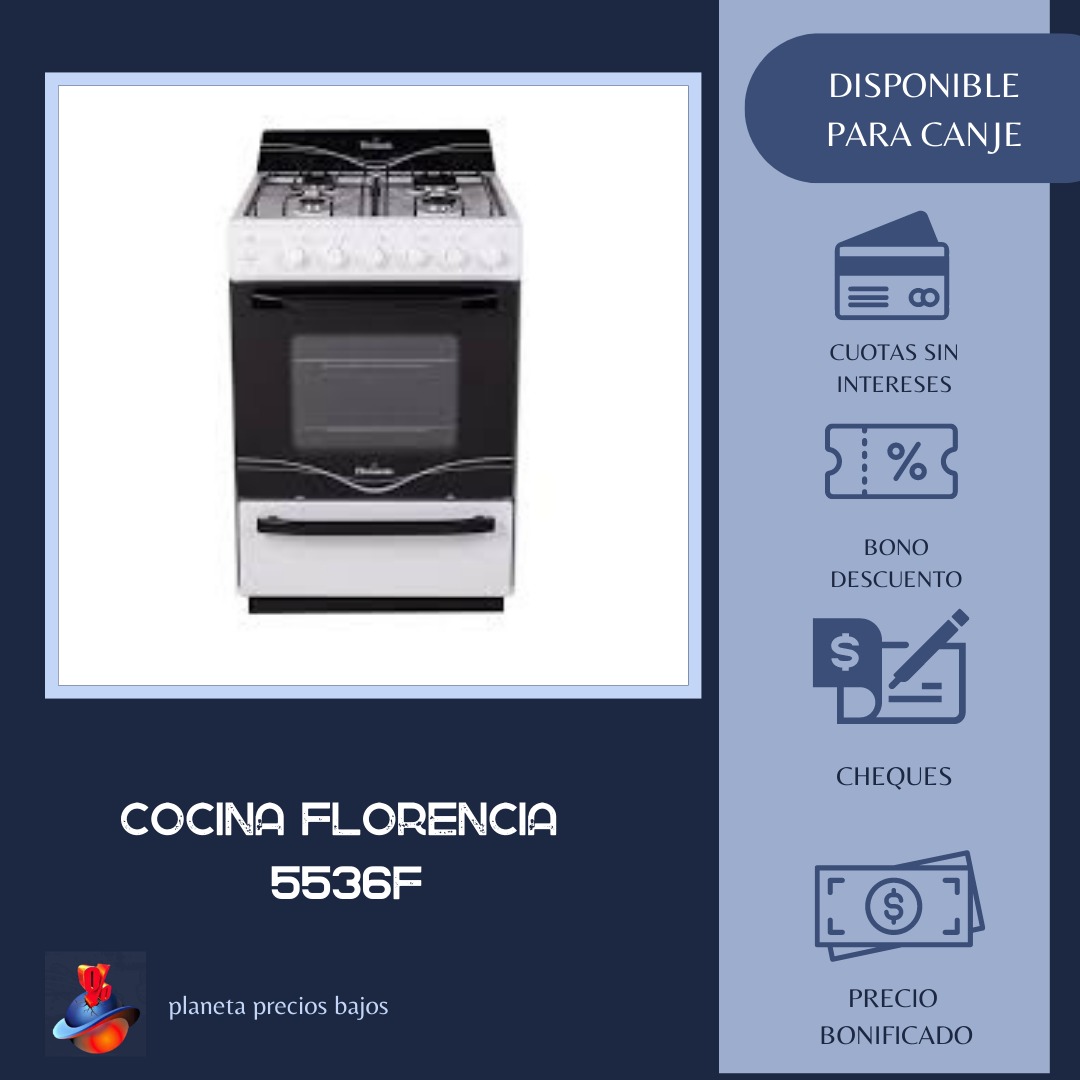 COCINA FLORENCIA
5536F
planeta precios bajos
DISPONIBLE
PARA CANJE
CUOTAS SIN
INTERESES
%
BONO
DESCUENTO
$
CHEQUES
$
PRECIO
BONIFICADO